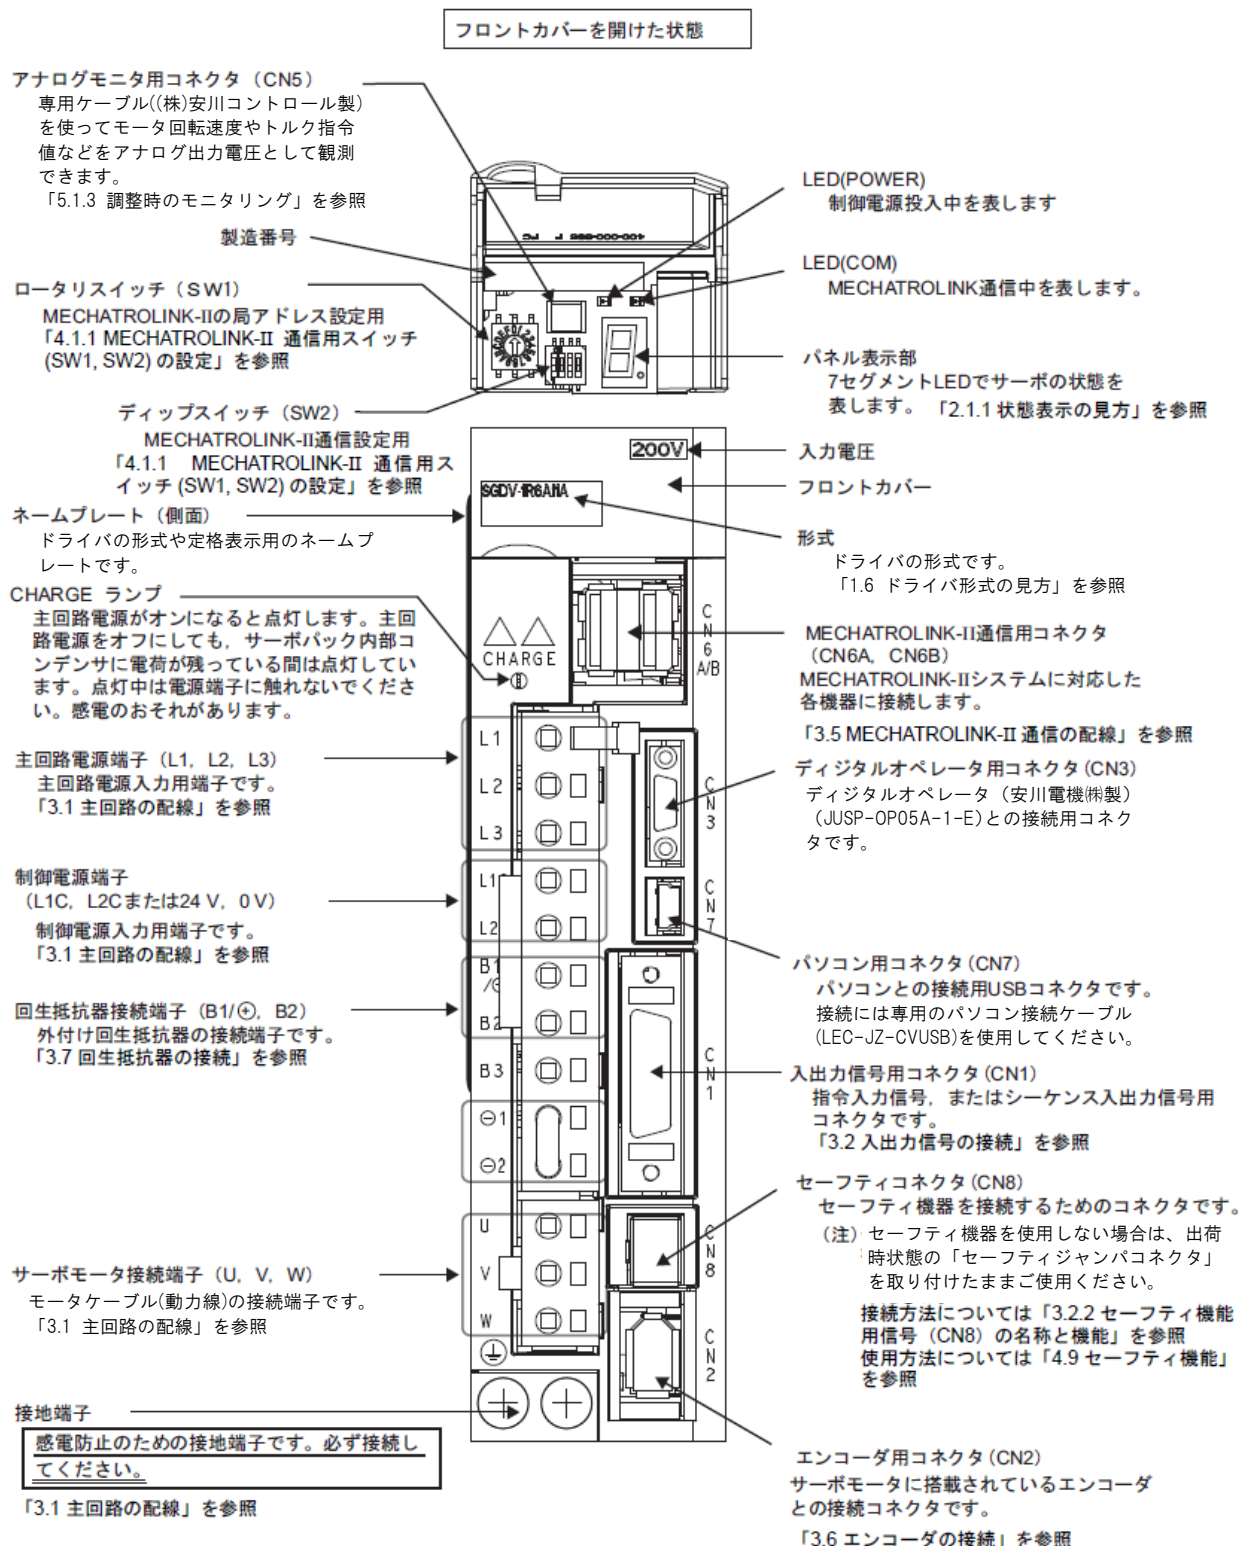 フロントカバーを開けた状態
アナログモニタ用コネクタ（CN5）
専用ケーブル((株)安川コントロール製)
を使ってモータ回転速度やトルク指令
値などをアナログ出力電圧として観測
できます。
「5.1.3 調整時のモニタリング」を参照
製造番号
ロータリスイッチ（SW1）
MECHATROLINK-IIの局アドレス設定用
「4.1.1 MECHATROLINK-II 通信用スイッチ
(SW1, SW2) の設定」を参照
ディップスイッチ（SW2）
MECHATROLINK-II通信設定用
「4.1.1 MECHATROLINK-II 通信用ス
イッチ (SW1, SW2) の設定」を参照
ネームプレート（側面）
ドライバの形式や定格表示用のネームプ
レートです。
CHARGE ランプ
主回路電源がオンになると点灯します。主回
路電源をオフにしても，サーボパック内部コ
ンデンサに電荷が残っている間は点灯してい
ます。点灯中は電源端子に触れないでくださ
い。感電のおそれがあります。
主回路電源端子（L1，L2，L3）
主回路電源入力用端子です。
「3.1 主回路の配線」を参照
制御電源端子
（L1C，L2Cまたは24 V，0 V）
制御電源入力用端子です。
「3.1 主回路の配線」を参照
回生抵抗器接続端子（B1/⊕，B2）
外付け回生抵抗器の接続端子です。
「3.7 回生抵抗器の接続」を参照
サーボモータ接続端子（U，V，W）
モータケーブル(動力線)の接続端子です。
「3.1 主回路の配線」を参照
接地端子
感電防止のための接地端子です。必ず接続し
てください。
「3.1 主回路の配線」を参照
LED(POWER)
制御電源投入中を表します
LED(COM)
MECHATROLINK通信中を表します。
パネル表示部
7セグメントLEDでサーボの状態を
表します。 「2.1.1 状態表示の見方」を参照
200V
入力電圧
フロントカバー
SGDV-1R6A11A
形式
ドライバの形式です。
「1.6 ドライバ形式の見方」を参照
MECHATROLINK-II通信用コネクタ
（CN6A，CN6B）
MECHATROLINK-IIシステムに対応した
各機器に接続します。
「3.5 MECHATROLINK-II 通信の配線」を参照
ディジタルオペレータ用コネクタ(CN3)
ディジタルオペレータ（安川電機㈱製）
（JUSP-OP05A-1-E)との接続用コネク
タです。
パソコン用コネクタ(CN7)
パソコンとの接続用USBコネクタです。
接続には専用のパソコン接続ケーブル
(LEC-JZ-CVUSB)を使用してください。
入出力信号用コネクタ(CN1)
指令入力信号，またはシーケンス入出力信号用
コネクタです。
「3.2 入出力信号の接続」を参照
セーフティコネクタ(CN8)
セーフティ機器を接続するためのコネクタです。
（注）セーフティ機器を使用しない場合は、出荷
時状態の「セーフティジャンパコネクタ」
を取り付けたままご使用ください。
接続方法については「3.2.2 セーフティ機能
用信号（CN8）の名称と機能」を参照
使用方法については「4.9 セーフティ機能」
を参照
エンコーダ用コネクタ(CN2)
サーボモータに搭載されているエンコーダ
との接続コネクタです。
「3.6 エンコーダの接続」を参照
CHARGE
L1
L2
L3
L1
L2
B1
B2
B3
⊖1
⊖2
U
V
W
CN6
A/B
CN3
CN7
CN1
CN8
CN2